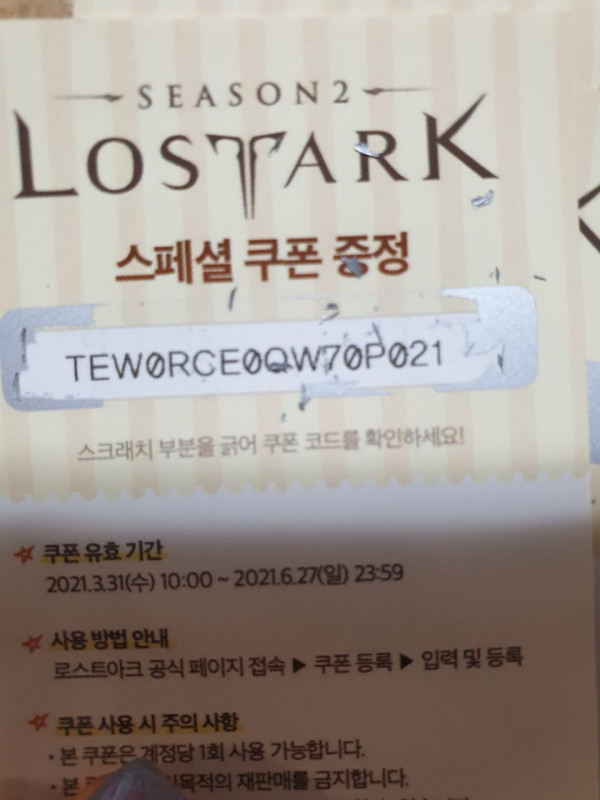 SEASON2
LOSTARK
스페셜 쿠폰 증정
TEW0RCE0QW70P021
스크래치 부분을 긁어 쿠폰 코드를 확인하세요!
쿠폰 유효 기간
2021.3.31(수) 10:00 ~ 2021.6.27(일) 23:59
사용 방법 안내
로스트아크 공식 페이지 접속 ▶ 쿠폰 등록 ▶ 입력 및 등록
쿠폰 사용 시 주의 사항
• 본 쿠폰은 계정당 1회 사용 가능합니다.
• 본 재판매를 금지합니다.